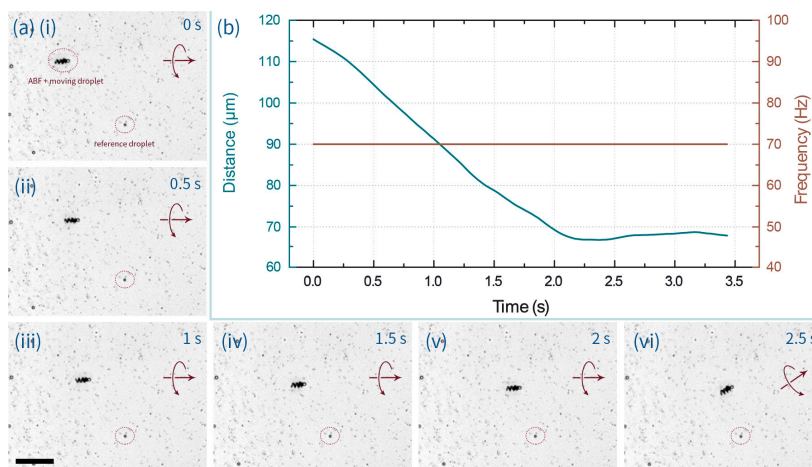 (a) (i)
0 s
ABF + moving droplet
reference droplet
(ii)
0.5 s
(iii)
1 s
(iv)
1.5 s
(v)
2 s
(vi)
2.5 s
(b)
120
110
100
90
80
70
60
Distance (µm)
100
90
80
70
60
50
40
Frequency (Hz)
0.0 0.5 1.0 1.5 2.0 2.5 3.0 3.5
Time (s)